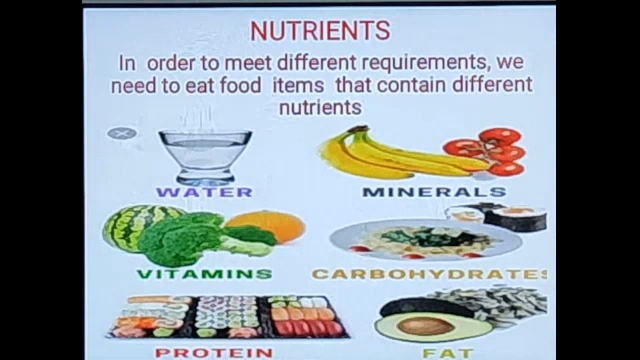 NUTRIENTS
In order to meet different requirements, we
need to eat food items that contain different
nutrients
WATER
MINERALS
VITAMINS
CARBOHYDRATES
PROTEIN
FAT